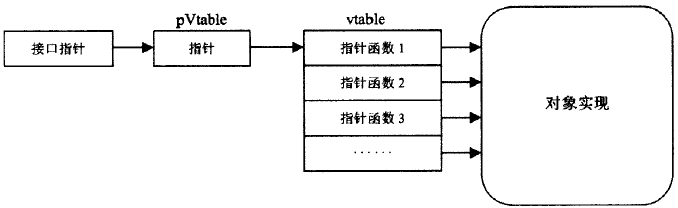 pVtable
vtable
接口指针
指针
指针函数 1
指针函数 2
指针函数 3
······
对象实现